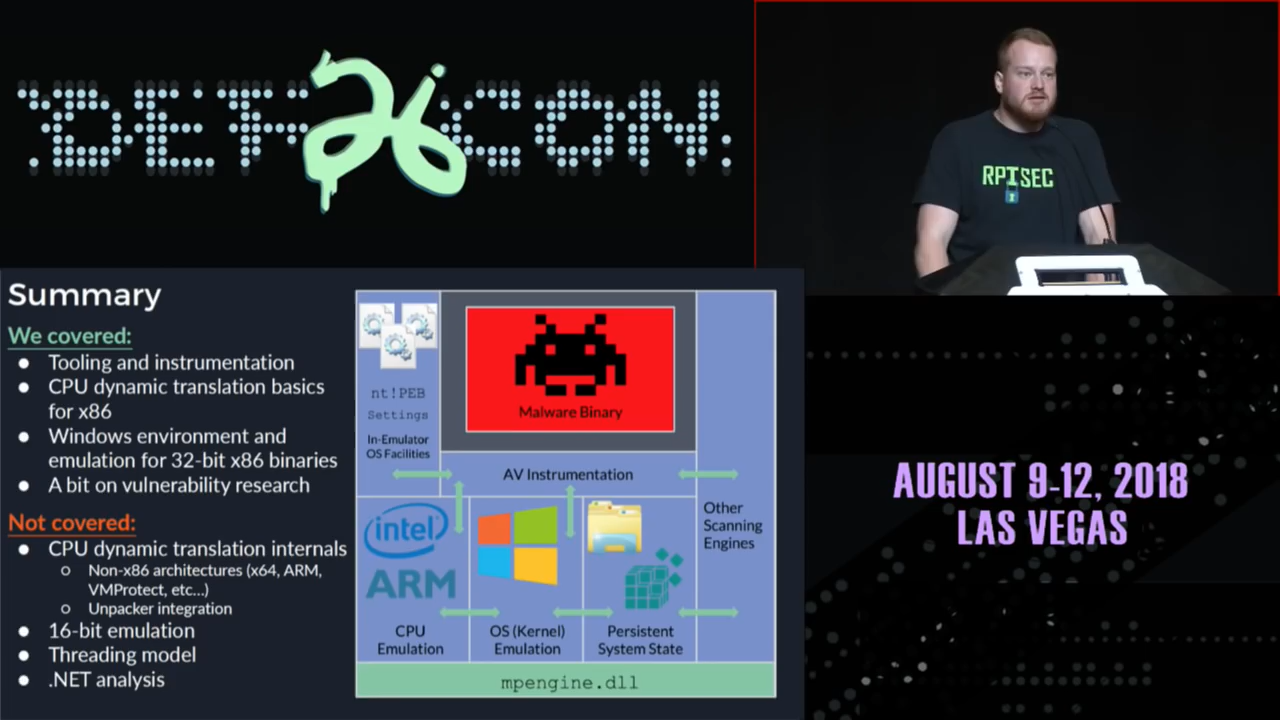 DEF CON
26
RPISEC
Summary
We covered:
● Tooling and instrumentation
● CPU dynamic translation basics
for x86
● Windows environment and
emulation for 32-bit x86 binaries
● A bit on vulnerability research
Not covered:
● CPU dynamic translation internals
○ Non-x86 architectures (x64, ARM,
VMProtect, etc...)
○ Unpacker integration
● 16-bit emulation
● Threading model
● .NET analysis
nt!PEB
Settings
In-Emulator
OS Facilities
Malware Binary
AV Instrumentation
Other
Scanning
Engines
intel
ARM
CPU
Emulation
OS (Kernel)
Emulation
Persistent
System State
mpengine.dll
AUGUST 9-12, 2018
LAS VEGAS